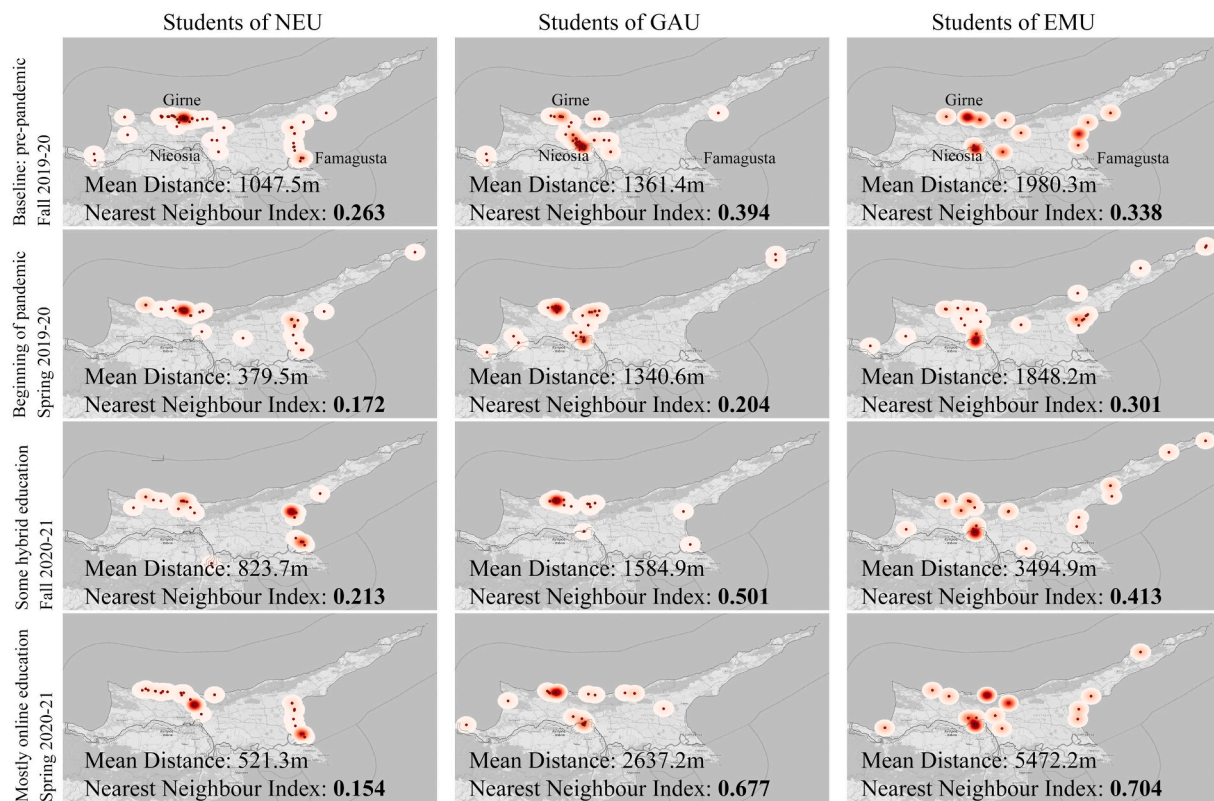 Students of NEU
Students of GAU
Students of EMU
Baseline: pre-pandemic
Fall 2019-20
Girne
Nicosia
Famagusta
Mean Distance: 1047.5m
Nearest Neighbour Index: 0.263
Girne
Nicosia
Famagusta
Mean Distance: 1361.4m
Nearest Neighbour Index: 0.394
Girne
Nicosia
Famagusta
Mean Distance: 1980.3m
Nearest Neighbour Index: 0.338
Beginning of pandemic
Spring 2019-20
Mean Distance: 379.5m
Nearest Neighbour Index: 0.172
Mean Distance: 1340.6m
Nearest Neighbour Index: 0.204
Mean Distance: 1848.2m
Nearest Neighbour Index: 0.301
Some hybrid education
Fall 2020-21
Mean Distance: 823.7m
Nearest Neighbour Index: 0.213
Mean Distance: 1584.9m
Nearest Neighbour Index: 0.501
Mean Distance: 3494.9m
Nearest Neighbour Index: 0.413
Mostly online education
Spring 2020-21
Mean Distance: 521.3m
Nearest Neighbour Index: 0.154
Mean Distance: 2637.2m
Nearest Neighbour Index: 0.677
Mean Distance: 5472.2m
Nearest Neighbour Index: 0.704